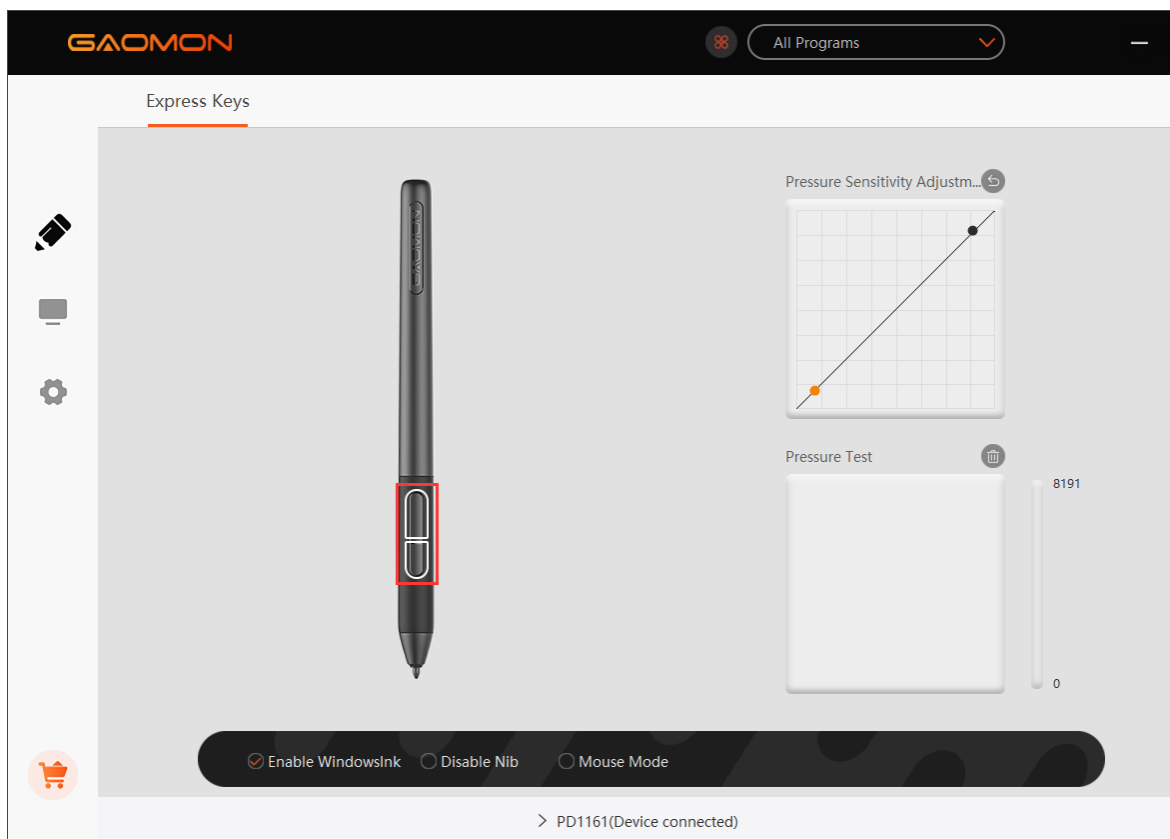 GAOMON
All Programs
Express Keys
Pressure Sensitivity Adjustm...
GAOMON
Pressure Test
8191
0
Enable WindowsInk
Disable Nib
Mouse Mode
PD1161(Device connected)